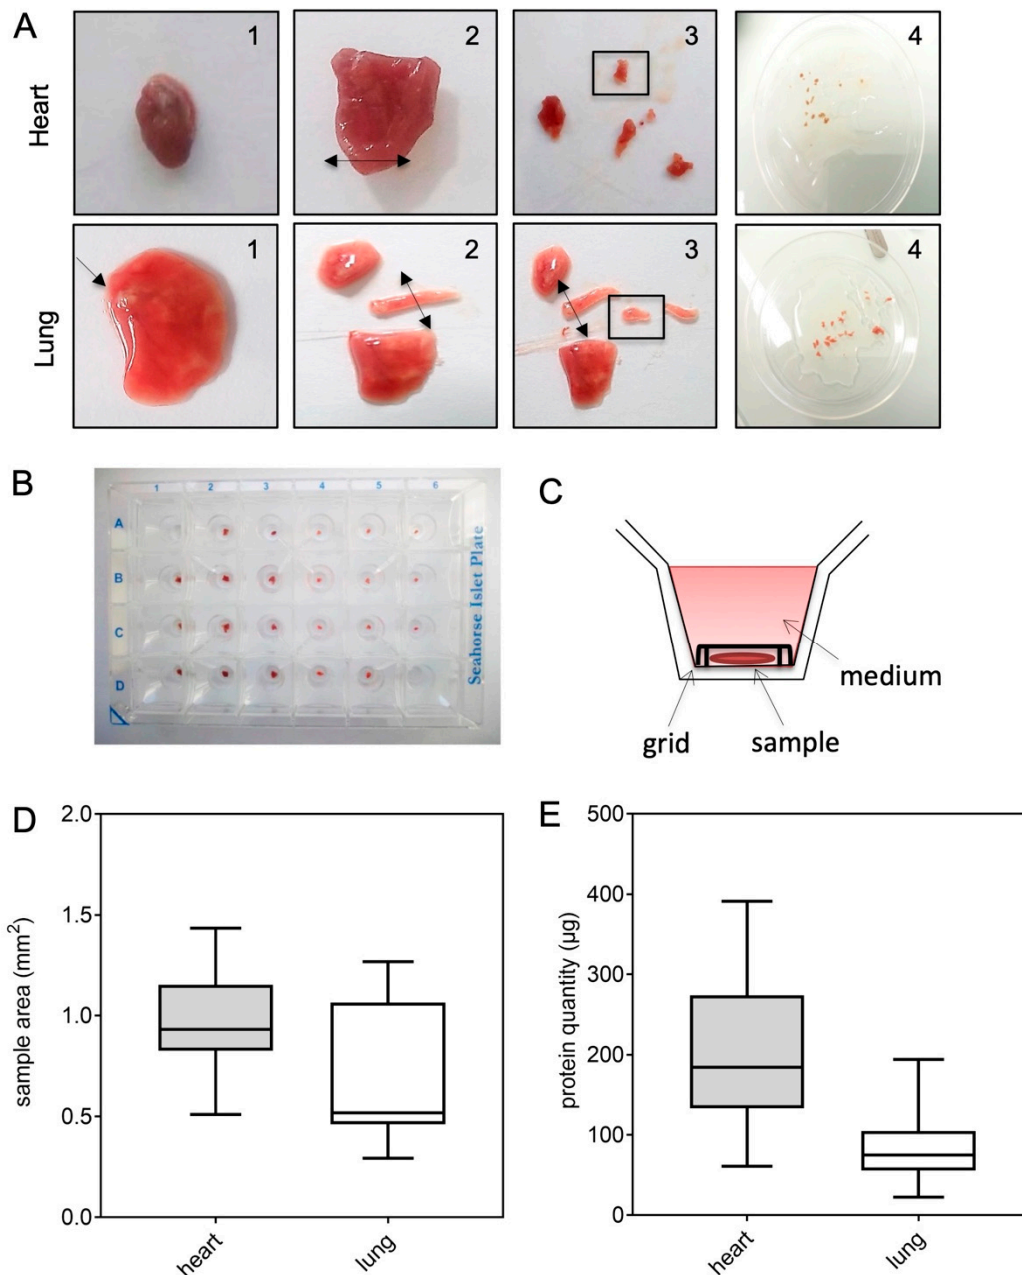 A
Heart
1
2
3
4
Lung
1
2
3
4
B
1 2 3 4 5 6
A
B
C
D
Seahorse Islet Plate
C
medium
grid
sample
D
sample area (mm²)
2.0
1.5
1.0
0.5
0.0
heart
lung
E
protein quantity (µg)
500
400
300
200
100
0
heart
lung